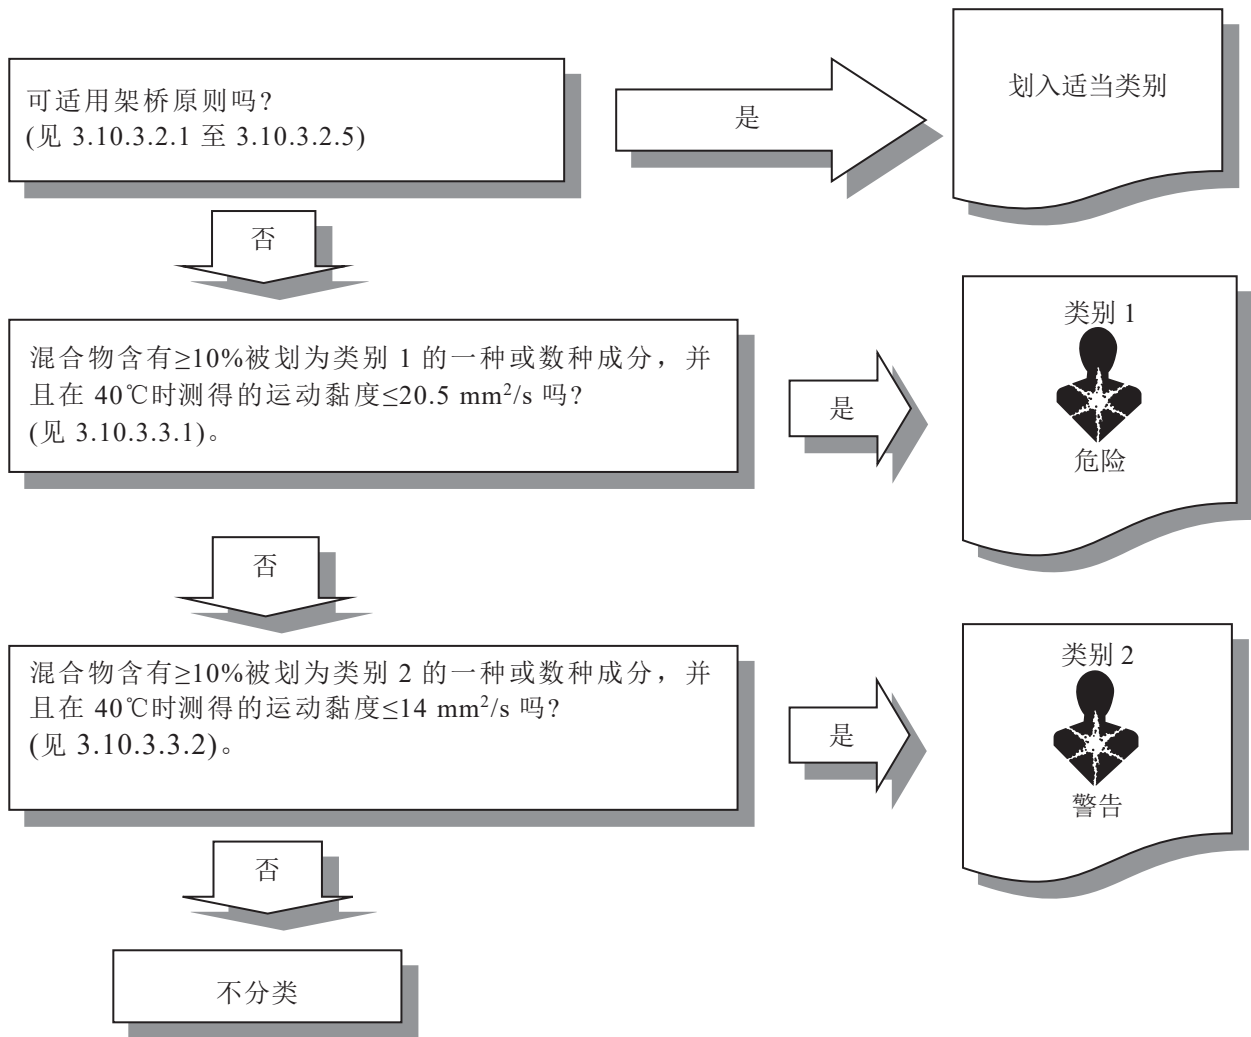 可适用架桥原则吗?
(见 3.10.3.2.1 至 3.10.3.2.5)
是
划入适当类别
否
混合物含有≥10%被划为类别 1 的一种或数种成分，并
且在 40℃时测得的运动黏度≤20.5 mm²/s 吗?
(见 3.10.3.3.1)。
是
类别 1
危险
否
混合物含有≥10%被划为类别 2 的一种或数种成分，并
且在 40℃时测得的运动黏度≤14 mm²/s 吗?
(见 3.10.3.3.2)。
是
类别 2
警告
否
不分类